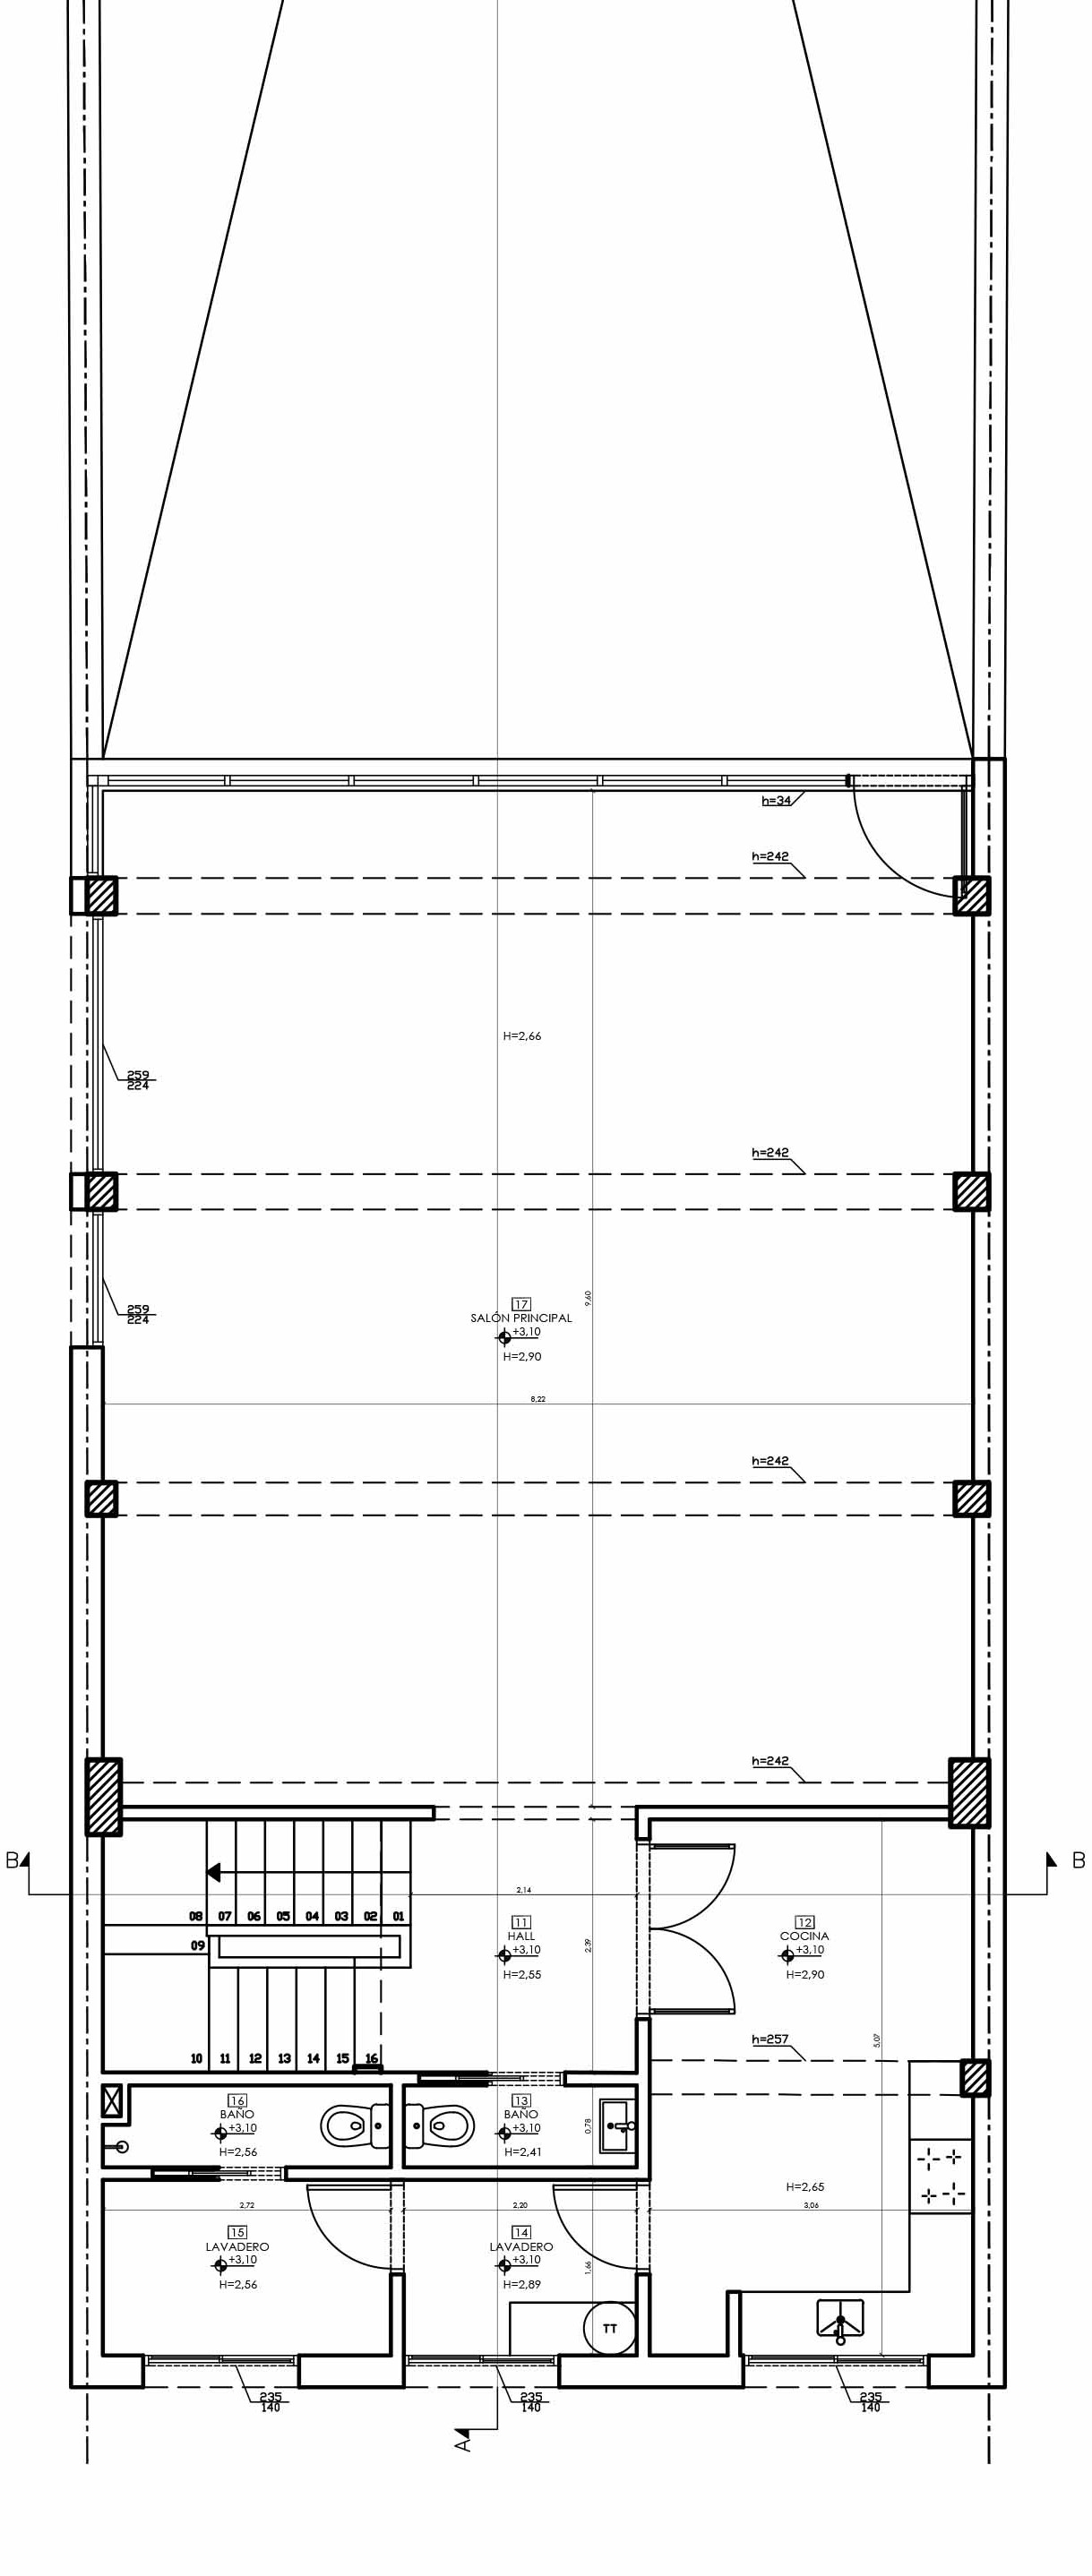 h=34
h=242
H=2,66
259
224
h=242
259
224
9,60
17
SALÓN PRINCIPAL
+3,10
H=2,90
8,22
h=242
h=242
B
B
2,14
08 07 06 05 04 03 02 01
09
11
HALL
+3,10
H=2,55
2,39
12
COCINA
+3,10
H=2,90
5,07
h=257
10 11 12 13 14 15 16
16
BAÑO
+3,10
H=2,56
13
BAÑO
+3,10
H=2,41
0,78
H=2,65
2,72
2,20
3,06
15
LAVADERO
+3,10
H=2,56
14
LAVADERO
+3,10
H=2,89
1,66
TT
235
140
235
140
235
140
A